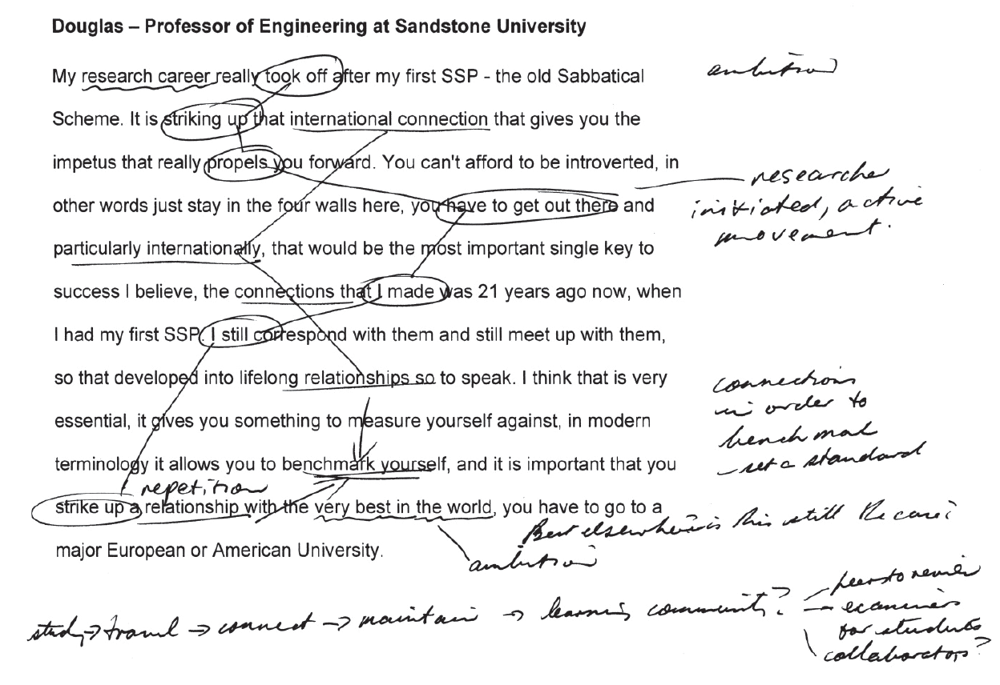 Douglas – Professor of Engineering at Sandstone University
My research career really took off after my first SSP - the old Sabbatical
ambition
Scheme. It is striking up that international connection that gives you the
impetus that really propels you forward. You can't afford to be introverted, in
researcher
other words just stay in the four walls here, you have to get out there and
initiated, active
movement.
particularly internationally, that would be the most important single key to
success I believe, the connections that I made was 21 years ago now, when
I had my first SSP. I still correspond with them and still meet up with them,
so that developed into lifelong relationships so to speak. I think that is very
connections
in order to
essential, it gives you something to measure yourself against, in modern
benchmark
terminology it allows you to benchmark yourself, and it is important that you
– set a standard
repetition
strike up a relationship with the very best in the world, you have to go to a
Best elsewhere is this still the case?
major European or American University.
ambition
study → travel → connect → maintain → learning community?
peers to review
examiners
for students
collaborators?